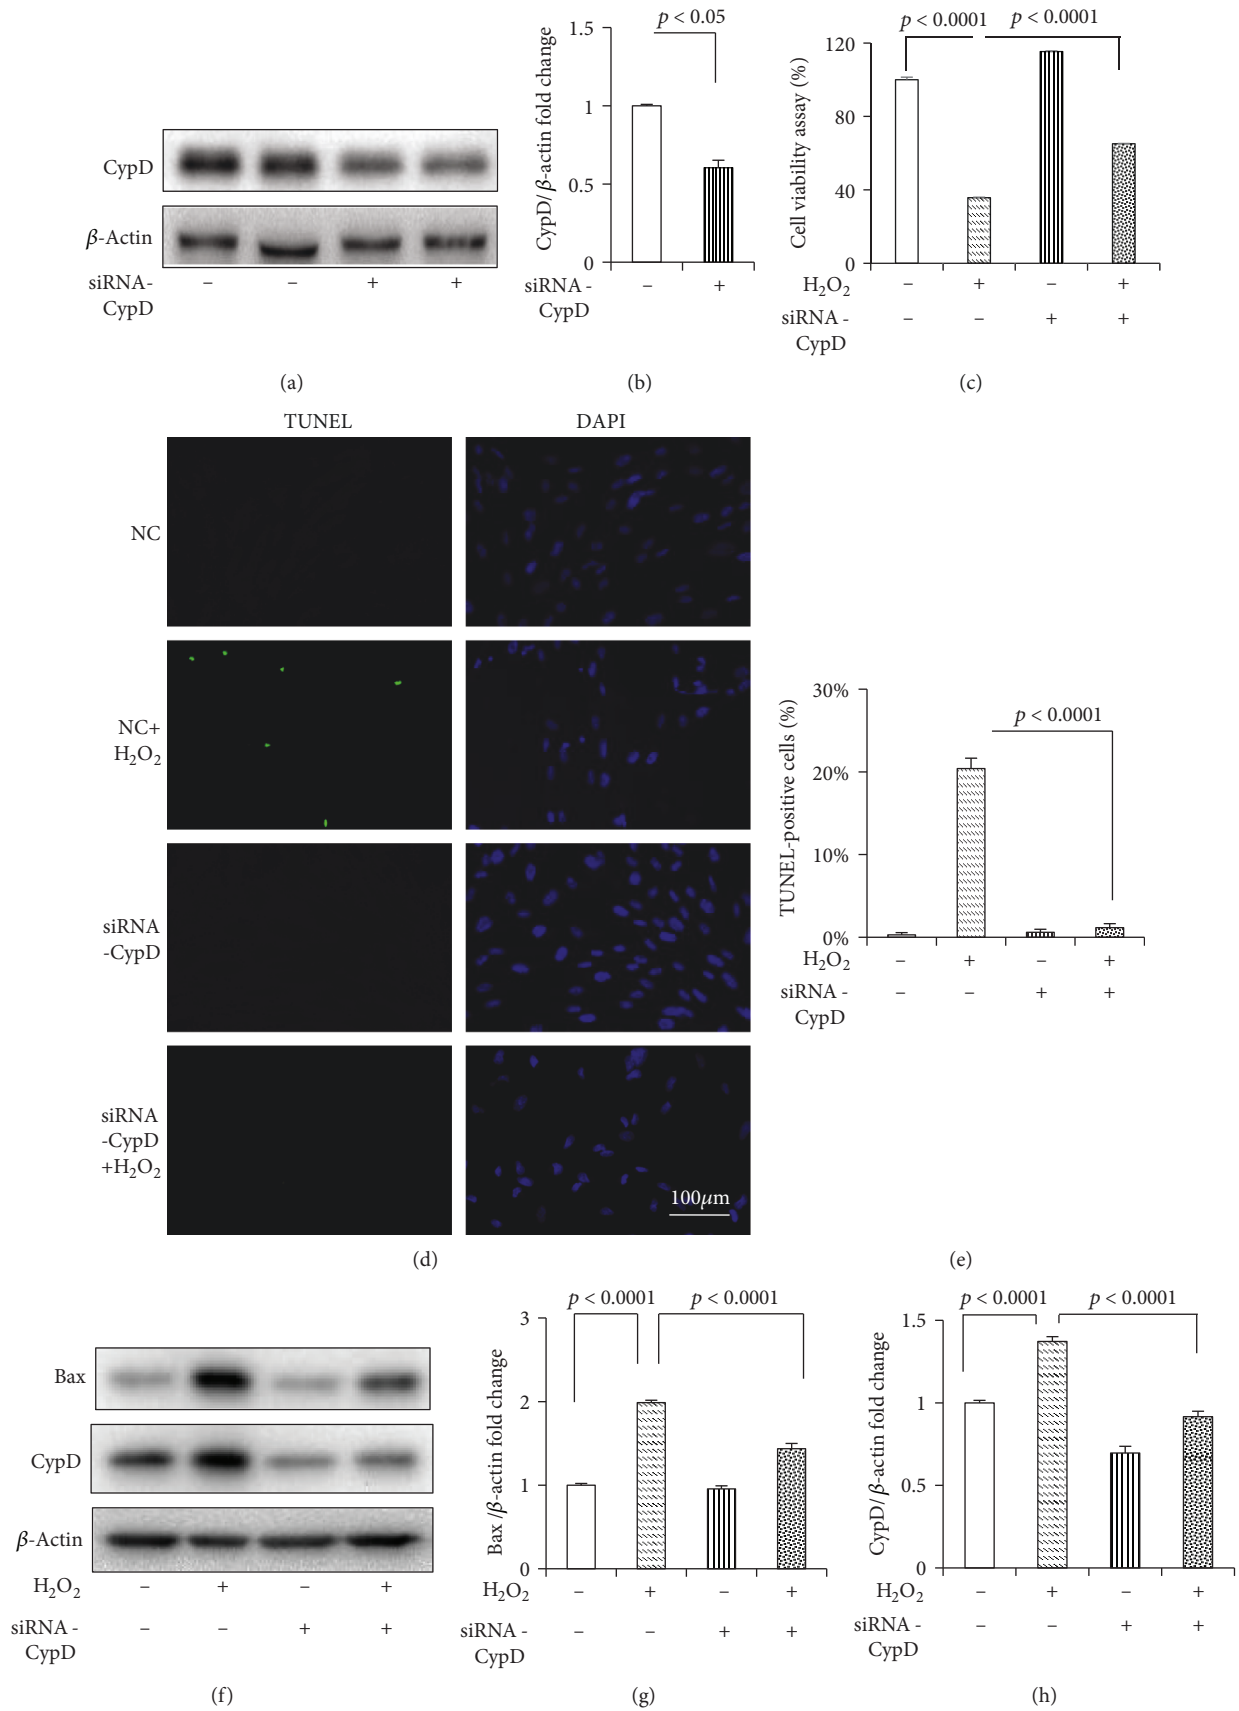 CypD
β-Actin
siRNA-
CypD
– – + +
(a)
p < 0.05
CypD/β-actin fold change
1.5
1
0.5
0
siRNA -
CypD
– +
(b)
p < 0.0001 p < 0.0001
Cell viability assay (%)
120
80
40
0
H₂O₂ – + – +
siRNA -
CypD
– – + +
(c)
TUNEL DAPI
NC
NC+
H₂O₂
siRNA
-CypD
siRNA
-CypD
+H₂O₂
100μm
(d)
p < 0.0001
TUNEL-positive cells (%)
30%
20%
10%
0%
H₂O₂ – + – +
siRNA -
CypD
– – + +
(e)
Bax
CypD
β-Actin
H₂O₂ – + – +
siRNA -
CypD
– – + +
(f)
p < 0.0001 p < 0.0001
Bax /β-actin fold change
3
2
1
0
H₂O₂ – + – +
siRNA -
CypD
– – + +
(g)
p < 0.0001 p < 0.0001
CypD/β-actin fold change
1.5
1
0.5
0
H₂O₂ – + – +
siRNA -
CypD
– – + +
(h)